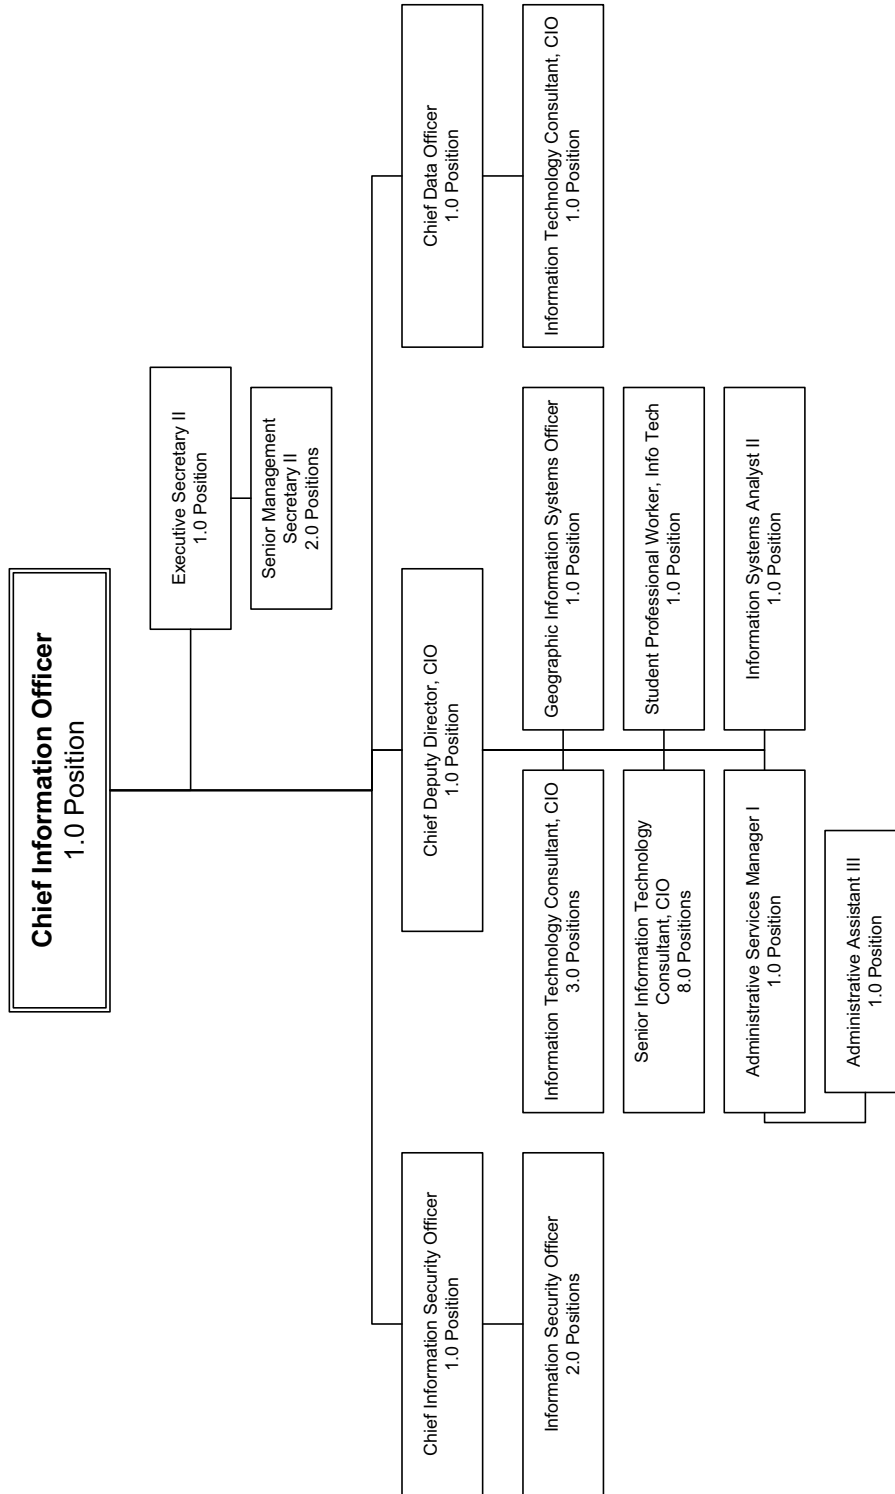 Chief Information Officer
1.0 Position
Executive Secretary II
1.0 Position
Senior Management
Secretary II
2.0 Positions
Chief Information Security Officer
1.0 Position
Chief Deputy Director, CIO
1.0 Position
Chief Data Officer
1.0 Position
Information Security Officer
2.0 Positions
Information Technology Consultant, CIO
3.0 Positions
Geographic Information Systems Officer
1.0 Position
Information Technology Consultant, CIO
1.0 Position
Senior Information Technology
Consultant, CIO
8.0 Positions
Student Professional Worker, Info Tech
1.0 Position
Administrative Services Manager I
1.0 Position
Information Systems Analyst II
1.0 Position
Administrative Assistant III
1.0 Position